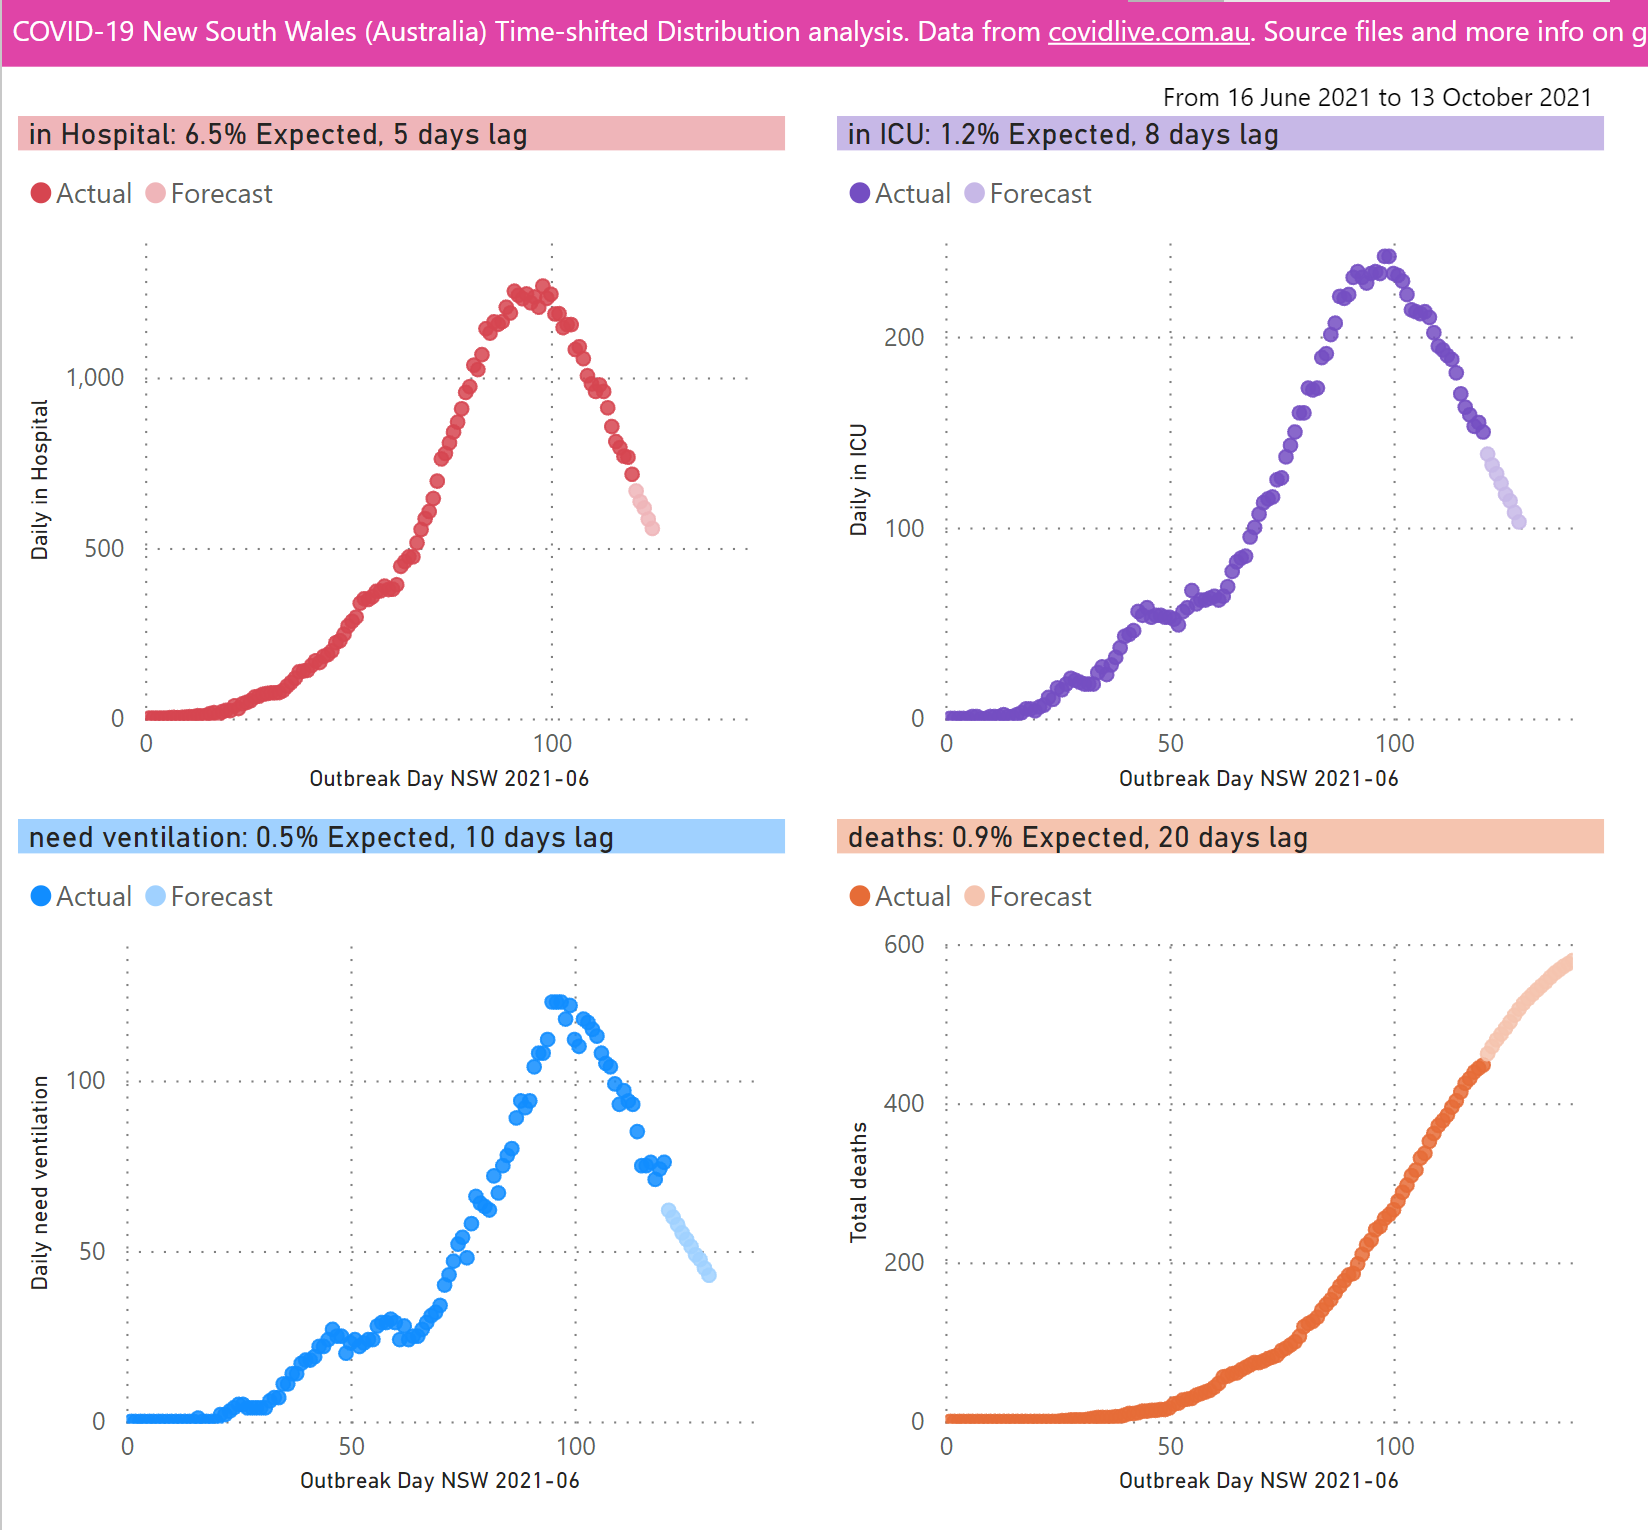 COVID-19 New South Wales (Australia) Time-shifted Distribution analysis. Data from covidlive.com.au. Source files and more info on g
From 16 June 2021 to 13 October 2021
in Hospital: 6.5% Expected, 5 days lag
Actual Forecast
Daily in Hospital
1,000
500
0
0 100
Outbreak Day NSW 2021-06
in ICU: 1.2% Expected, 8 days lag
Actual Forecast
Daily in ICU
200
100
0
0 50 100
Outbreak Day NSW 2021-06
need ventilation: 0.5% Expected, 10 days lag
Actual Forecast
Daily need ventilation
100
50
0
0 50 100
Outbreak Day NSW 2021-06
deaths: 0.9% Expected, 20 days lag
Actual Forecast
Total deaths
600
400
200
0
0 50 100
Outbreak Day NSW 2021-06